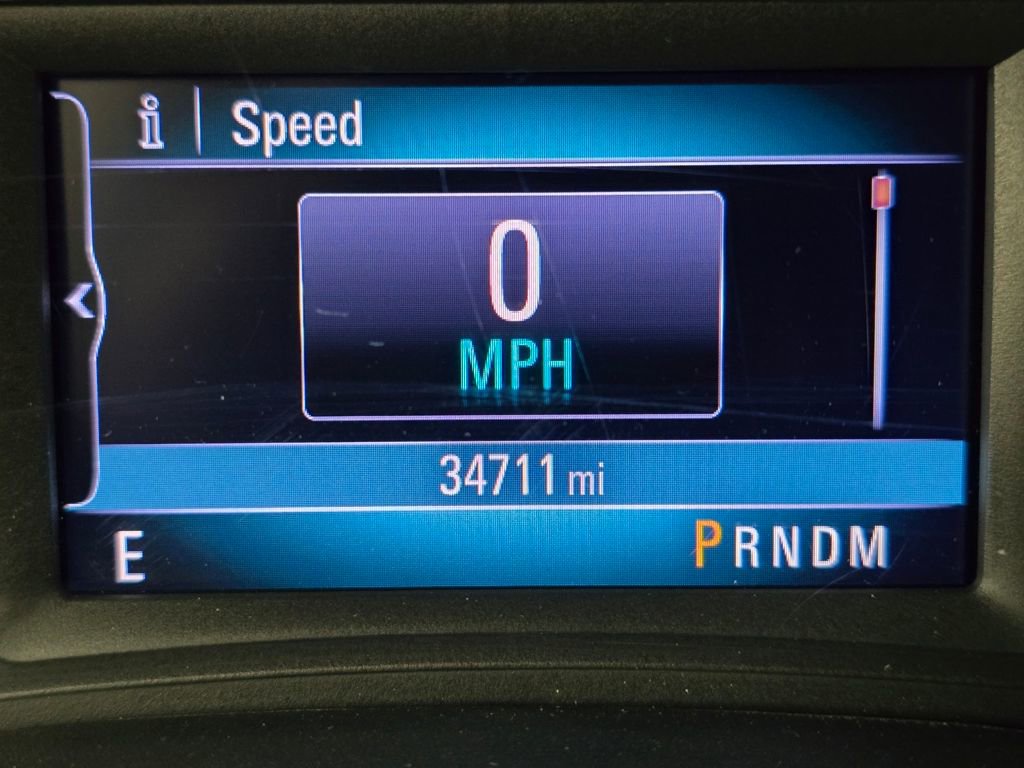 i Speed
0
MPH
34711 mi
E PRNDM